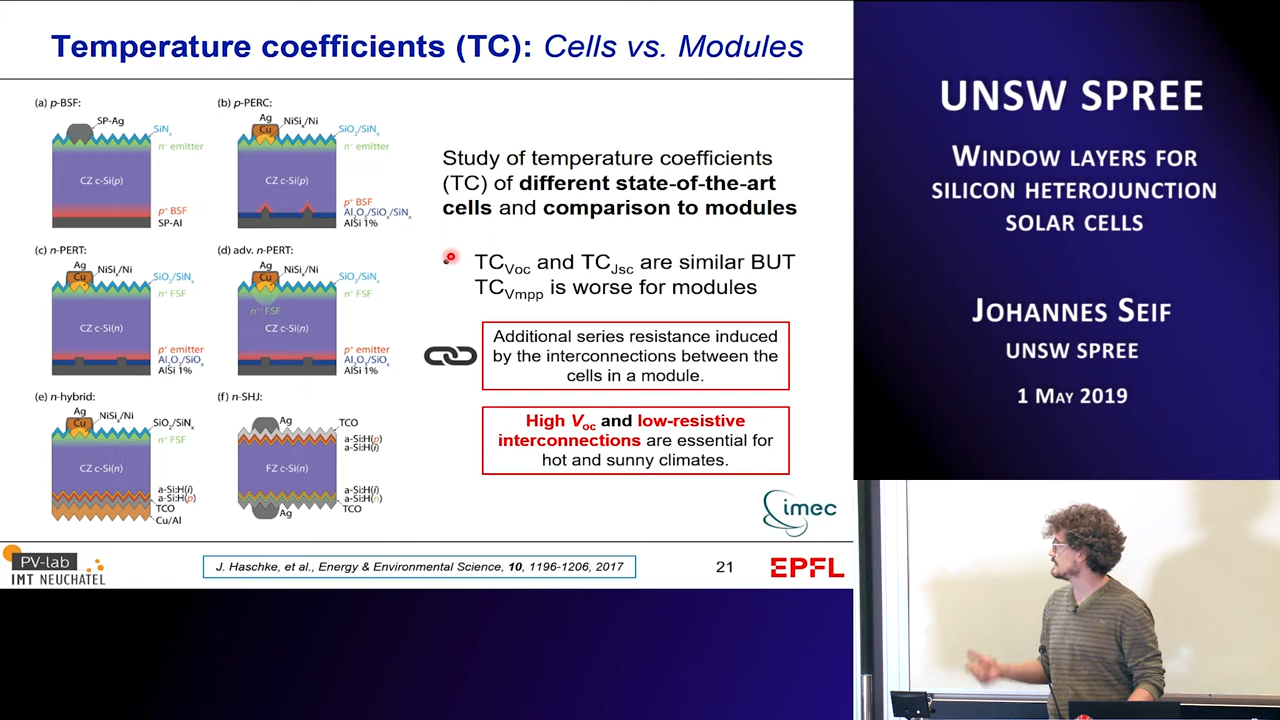 Temperature coefficients (TC): Cells vs. Modules
(a) p-BSF:
SP-Ag
SiNx
n+ emitter
CZ c-Si(p)
p+ BSF
SP-Al
(b) p-PERC:
Ag
Cu
NiSix/Ni
SiO2/SiNx
n+ emitter
CZ c-Si(p)
p+ BSF
Al2O3/SiOx/SiNx
AlSi 1%
(c) n-PERT:
Ag
Cu
NiSix/Ni
SiO2/SiNx
n+ FSF
CZ c-Si(n)
p+ emitter
Al2O3/SiOx
AlSi 1%
(d) adv. n-PERT:
Ag
Cu
NiSix/Ni
SiO2/SiNx
n+ FSF
n++ FSF
CZ c-Si(n)
p+ emitter
Al2O3/SiOx
AlSi 1%
(e) n-hybrid:
Ag
Cu
NiSix/Ni
SiO2/SiNx
n+ FSF
CZ c-Si(n)
a-Si:H(i)
a-Si:H(p)
TCO
Cu/Al
(f) n-SHJ:
Ag
TCO
a-Si:H(p)
a-Si:H(i)
FZ c-Si(n)
a-Si:H(i)
a-Si:H(n)
TCO
Ag
Study of temperature coefficients
(TC) of different state-of-the-art
cells and comparison to modules
TCVoc and TCJsc are similar BUT
TCVmpp is worse for modules
Additional series resistance induced
by the interconnections between the
cells in a module.
High Voc and low-resistive
interconnections are essential for
hot and sunny climates.
imec
PV-lab
IMT NEUCHATEL
J. Haschke, et al., Energy & Environmental Science, 10, 1196-1206, 2017
21
EPFL
UNSW SPREE
WINDOW LAYERS FOR
SILICON HETEROJUNCTION
SOLAR CELLS
JOHANNES SEIF
UNSW SPREE
1 MAY 2019